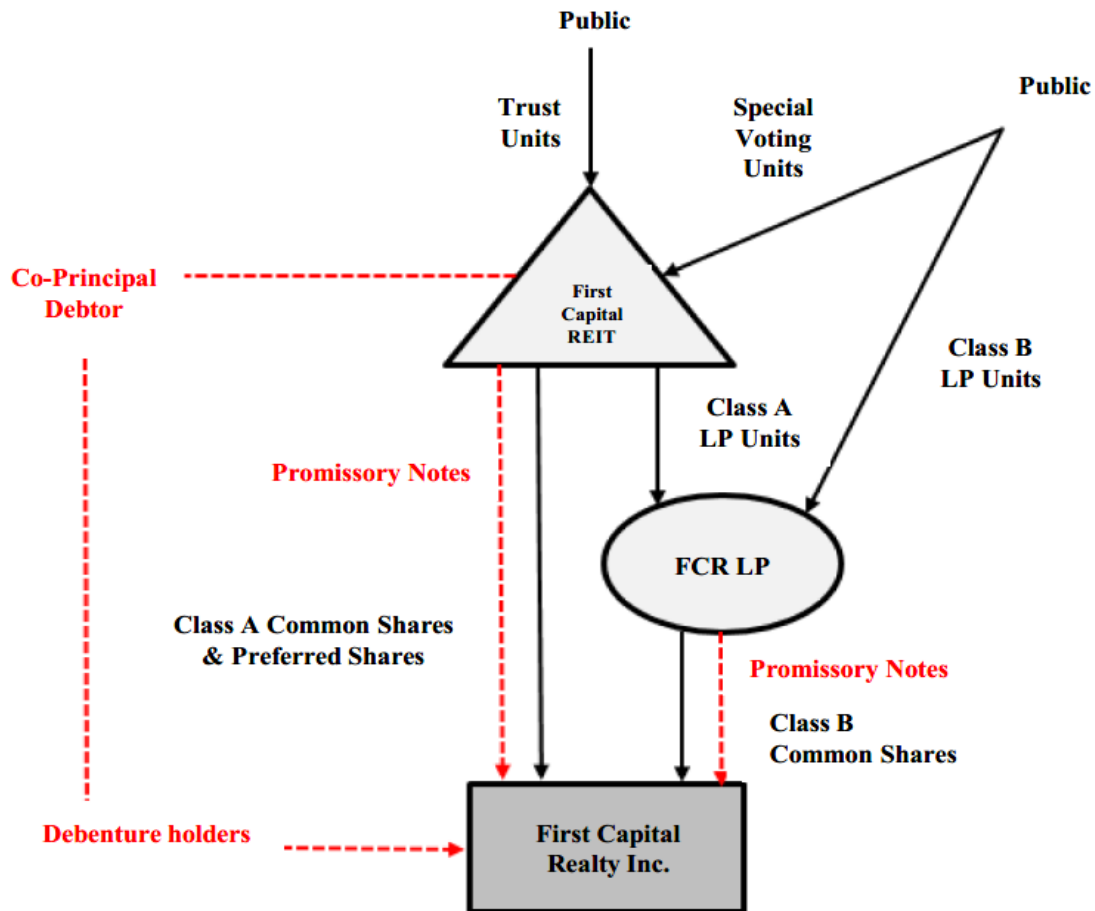 Public
Public
Trust
Units
Special
Voting
Units
Co-Principal
Debtor
First
Capital
REIT
Class B
LP Units
Class A
LP Units
Promissory Notes
FCR LP
Class A Common Shares
& Preferred Shares
Promissory Notes
Class B
Common Shares
Debenture holders
First Capital
Realty Inc.